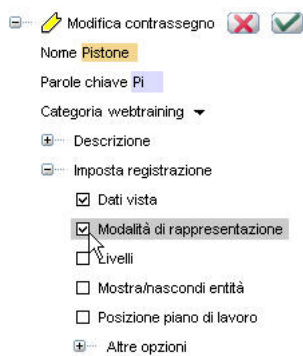 Modifica contrassegno
Nome Pistone
Parole chiave Pi
Categoria webtraining
Descrizione
Imposta registrazione
Dati vista
Modalità di rappresentazione
Livelli
Mostra/nascondi entità
Posizione piano di lavoro
Altre opzioni